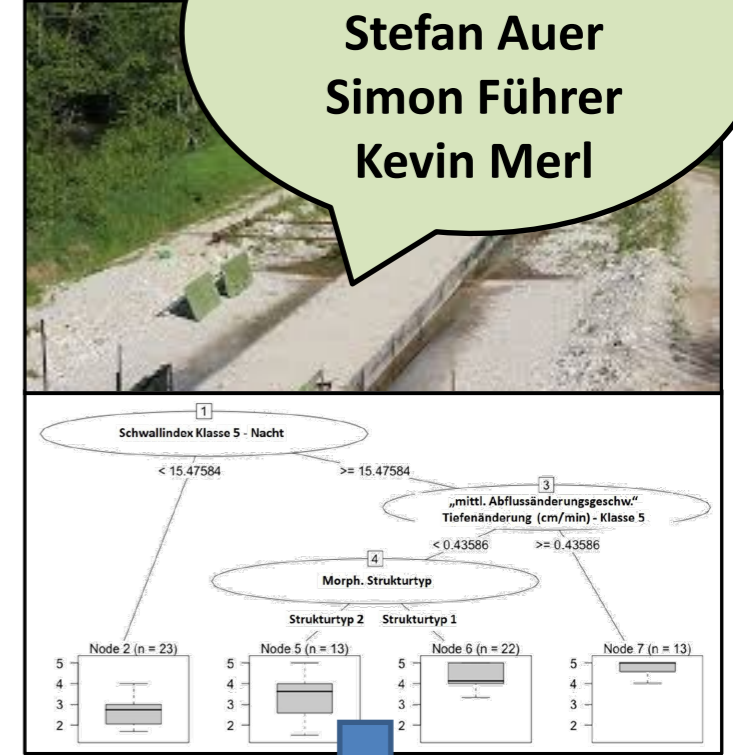 Stefan Auer
Simon Führer
Kevin Merl
1
Schwallindex Klasse 5 - Nacht
< 15.47584
>= 15.47584
3
„mittl. Abflussänderungsgeschw.“
Tiefenänderung (cm/min) - Klasse 5
< 0.43586
>= 0.43586
4
Morph. Strukturtyp
Strukturtyp 2
Strukturtyp 1
Node 2 (n = 23)
5
4
3
2
Node 5 (n = 13)
5
4
3
2
Node 6 (n = 22)
5
4
3
2
Node 7 (n = 13)
5
4
3
2